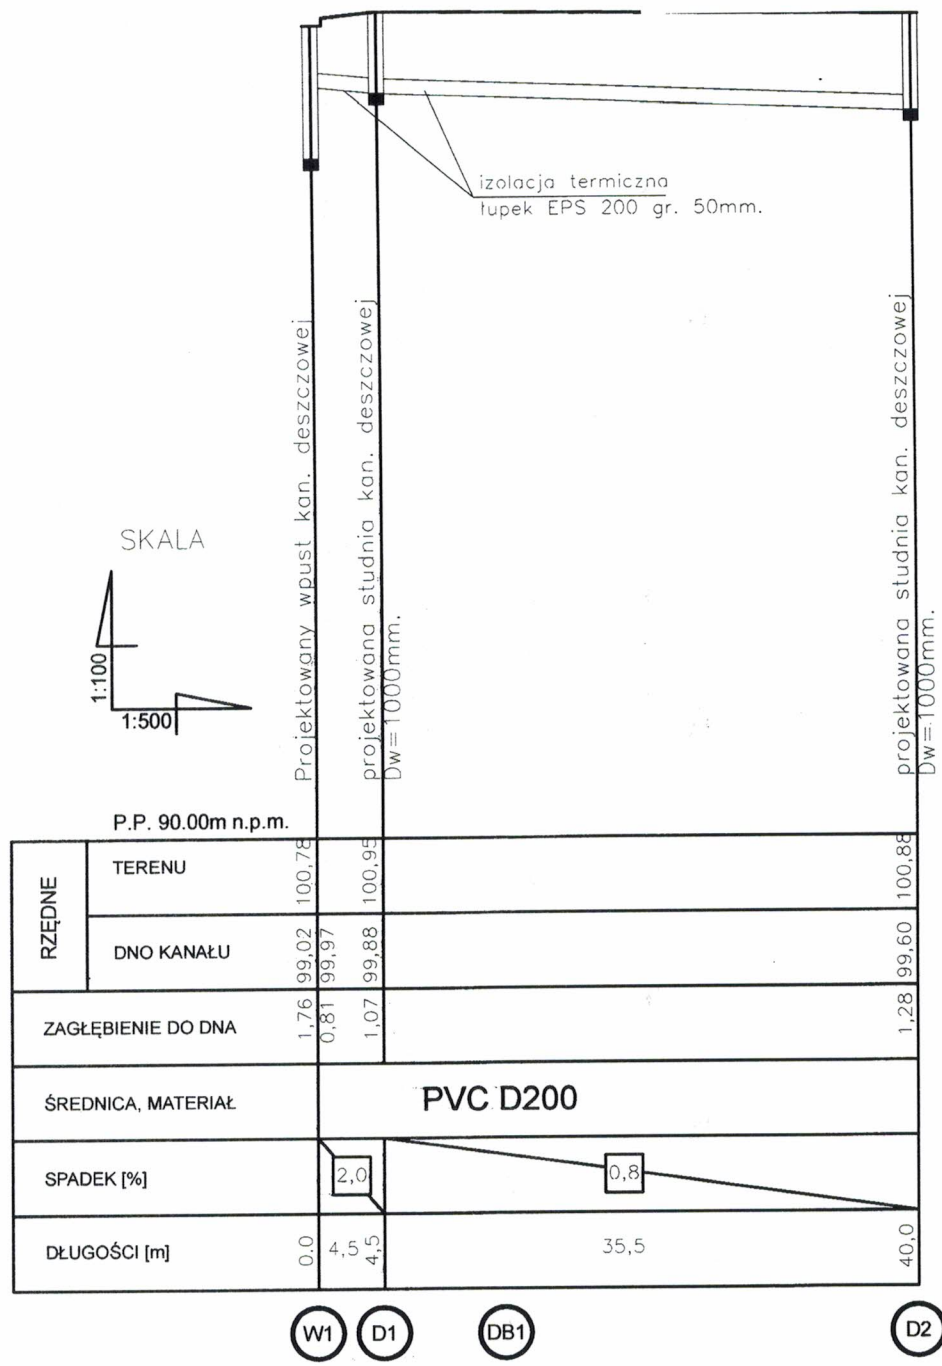 izolacja termiczna
łupek EPS 200 gr. 50mm.
Projektowany wpust kan. deszczowej
projektowana studnia kan. deszczowej
Dw=1000mm.
projektowana studnia kan. deszczowej
Dw=1000mm.
SKALA
1:100
1:500
P.P. 90.00m n.p.m.
RZĘDNE
TERENU
100,78
100,95
100,88
DNO KANAŁU
99,02
99,97
99,88
99,60
ZAGŁĘBIENIE DO DNA
1,76
0,81
1,07
1,28
ŚREDNICA, MATERIAŁ
PVC D200
SPADEK [%]
2,0
0,8
DŁUGOŚCI [m]
0.0
4,5
4,5
35,5
40,0
W1
D1
DB1
D2